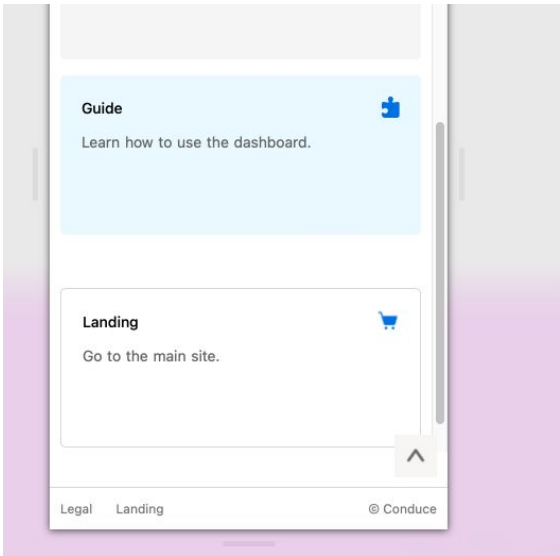 Guide
Learn how to use the dashboard.
Landing
Go to the main site.
Legal Landing © Conduce